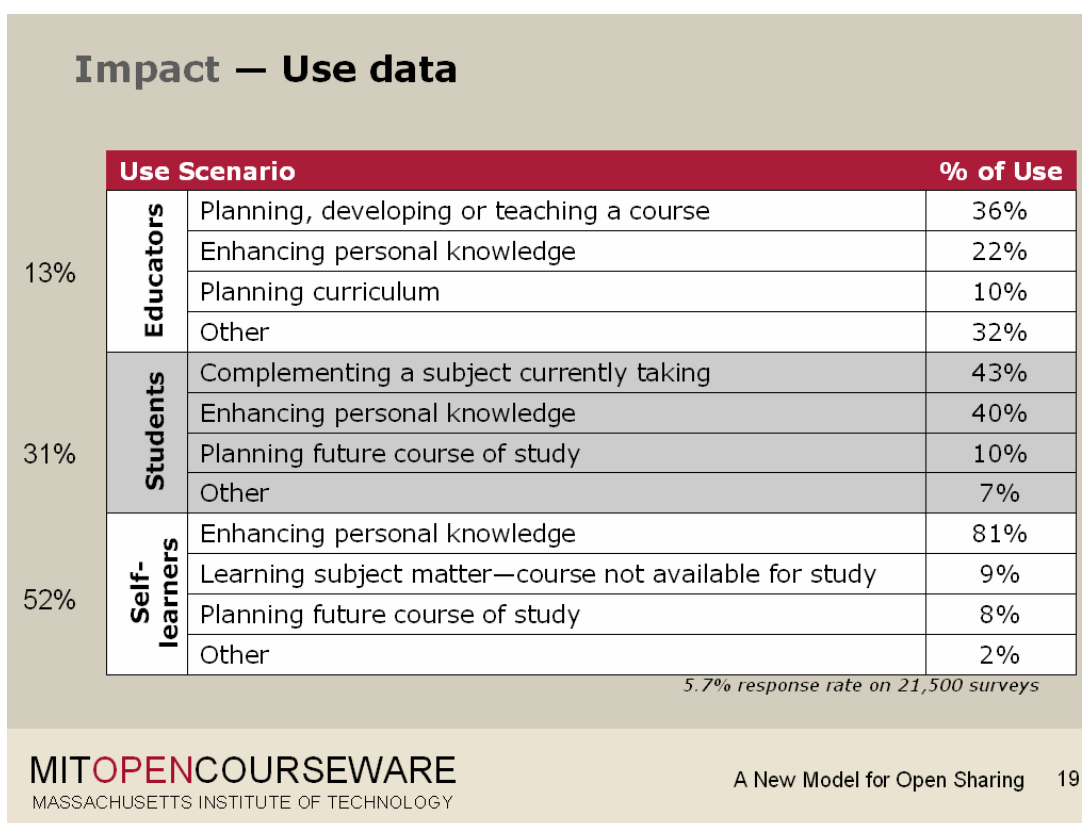 Impact — Use data
Use Scenario % of Use
13%
Educators
Planning, developing or teaching a course 36%
Enhancing personal knowledge 22%
Planning curriculum 10%
Other 32%
31%
Students
Complementing a subject currently taking 43%
Enhancing personal knowledge 40%
Planning future course of study 10%
Other 7%
52%
Self-
learners
Enhancing personal knowledge 81%
Learning subject matter—course not available for study 9%
Planning future course of study 8%
Other 2%
5.7% response rate on 21,500 surveys
MITOPENCOURSEWARE
MASSACHUSETTS INSTITUTE OF TECHNOLOGY
A New Model for Open Sharing 19